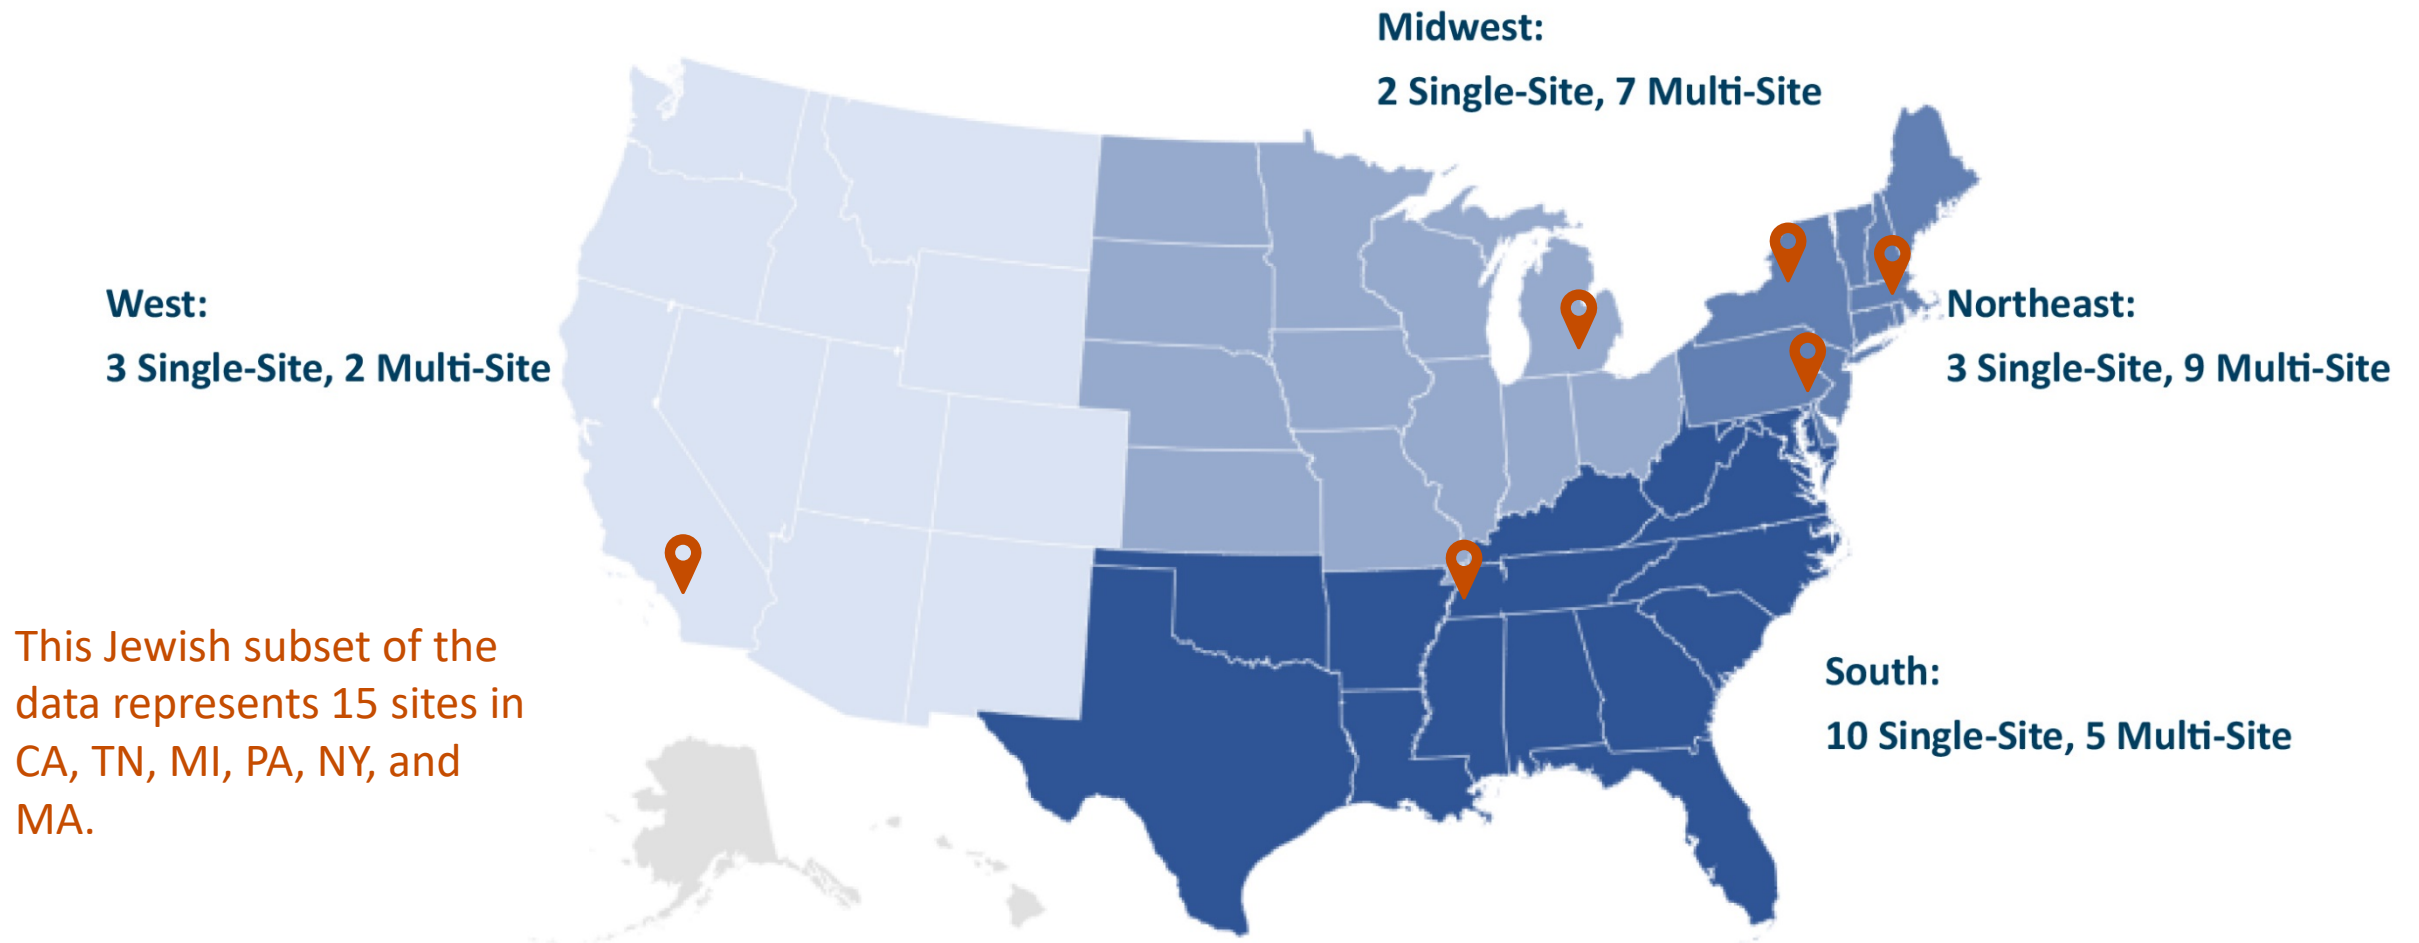 Midwest:
2 Single-Site, 7 Multi-Site
West:
3 Single-Site, 2 Multi-Site
Northeast:
3 Single-Site, 9 Multi-Site
This Jewish subset of the
data represents 15 sites in
CA, TN, MI, PA, NY, and
MA.
South:
10 Single-Site, 5 Multi-Site